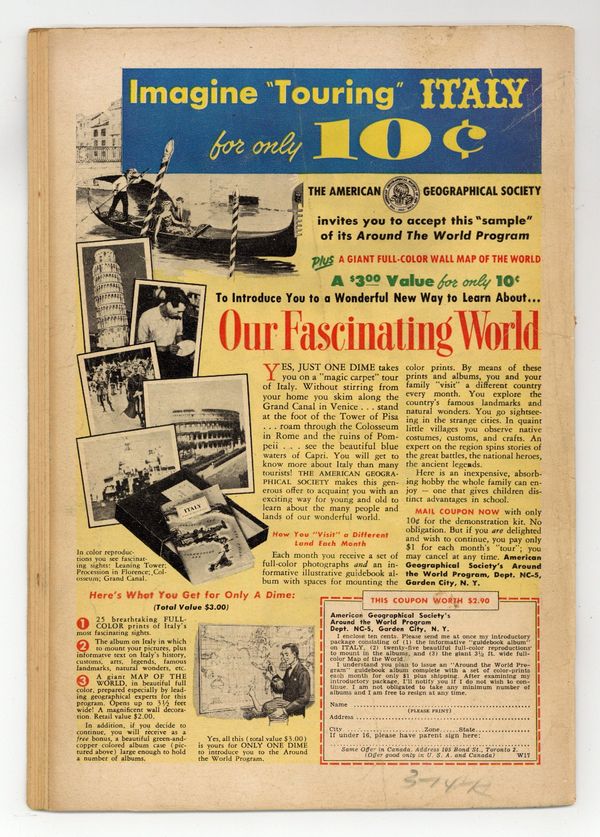 Imagine "Touring" ITALY
for only 10¢
THE AMERICAN GEOGRAPHICAL SOCIETY
invites you to accept this "sample"
of its Around The World Program
Plus A GIANT FULL-COLOR WALL MAP OF THE WORLD
A $3.00 Value for only 10¢
To Introduce You to a Wonderful New Way to Learn About...
Our Fascinating World
YES, JUST ONE DIME takes
you on a "magic carpet" tour
of Italy. Without stirring from
your home you skim along the
Grand Canal in Venice . . . stand
at the foot of the Tower of Pisa
. . . roam through the Colosseum
in Rome and the ruins of Pom-
peii . . . see the beautiful blue
waters of Capri. You will get to
know more about Italy than many
tourists! THE AMERICAN GEOGRA-
PHICAL SOCIETY makes this gen-
erous offer to acquaint you with an
exciting way for young and old to
learn about the many people and
lands of our wonderful world.
How You "Visit" a Different
Land Each Month
Each month you receive a set of
full-color photographs and an in-
formative illustrated guidebook al-
bum with spaces for mounting the
color prints. By means of these
prints and albums, you and your
family "visit" a different country
every month. You explore the
country's famous landmarks and
natural wonders. You go sightsee-
ing in the strange cities. In quaint
little villages you observe native
costumes, customs, and crafts. An
expert on the region spins stories of
the great battles, the national heroes,
the ancient legends.
Here is an inexpensive, absorb-
ing hobby the whole family can en-
joy — one that gives children dis-
tinct advantages in school.
MAIL COUPON NOW with only
10¢ for the demonstration kit. No
obligation. But if you are delighted
and wish to continue, you pay only
$1 for each month's "tour"; you
may cancel at any time. American
Geographical Society's Around
the World Program, Dept. NC-5,
Garden City, N. Y.
ITALY
In color reproduc-
tions you see fascinat-
ing sights: Leaning Tower;
Procession in Florence; Col-
osseum; Grand Canal.
Here's What You Get for Only A Dime:
(Total Value $3.00)
1 25 breathtaking FULL-
COLOR prints of Italy's
most fascinating sights.
2 The album on Italy in which
to mount your pictures, plus
informative text on Italy's history,
customs, arts, legends, famous
landmarks, natural wonders, etc.
3 A giant MAP OF THE
WORLD, in beautiful full
color, prepared especially by lead-
ing geographical experts for this
program. Opens up to 3½ feet
wide! A magnificent wall decora-
tion. Retail value $2.00.
In addition, if you decide to
continue, you will receive as a
free bonus, a beautiful green-and-
copper colored album case (pic-
tured above) large enough to hold
a number of albums.
Yes, all this (total value $3.00)
is yours for ONLY ONE DIME
to introduce you to the Around
the World Program.
THIS COUPON WORTH $2.90
American Geographical Society's
Around the World Program
Dept. NC-5, Garden City, N. Y.
I enclose ten cents. Please send me at once my introductory
package consisting of (1) the informative "guidebook album"
on ITALY, (2) twenty-five beautiful full-color reproductions
to mount in the albums; and (3) the giant 3½ ft. wide full-
color Map of the World.
I understand you plan to issue an "Around the World Pro-
gram" guidebook album complete with a set of color-prints
each month for only $1 plus shipping. After examining my
introductory package, I'll notify you if I do not wish to con-
tinue. I am not obligated to take any minimum number of
albums and I am free to resign at any time.
Name
(PLEASE PRINT)
Address
City Zone State
If under 16, please have parent sign here:
Same Offer in Canada. Address 105 Bond St., Toronto 2.
(Offer good only in U. S. A. and Canada) W17